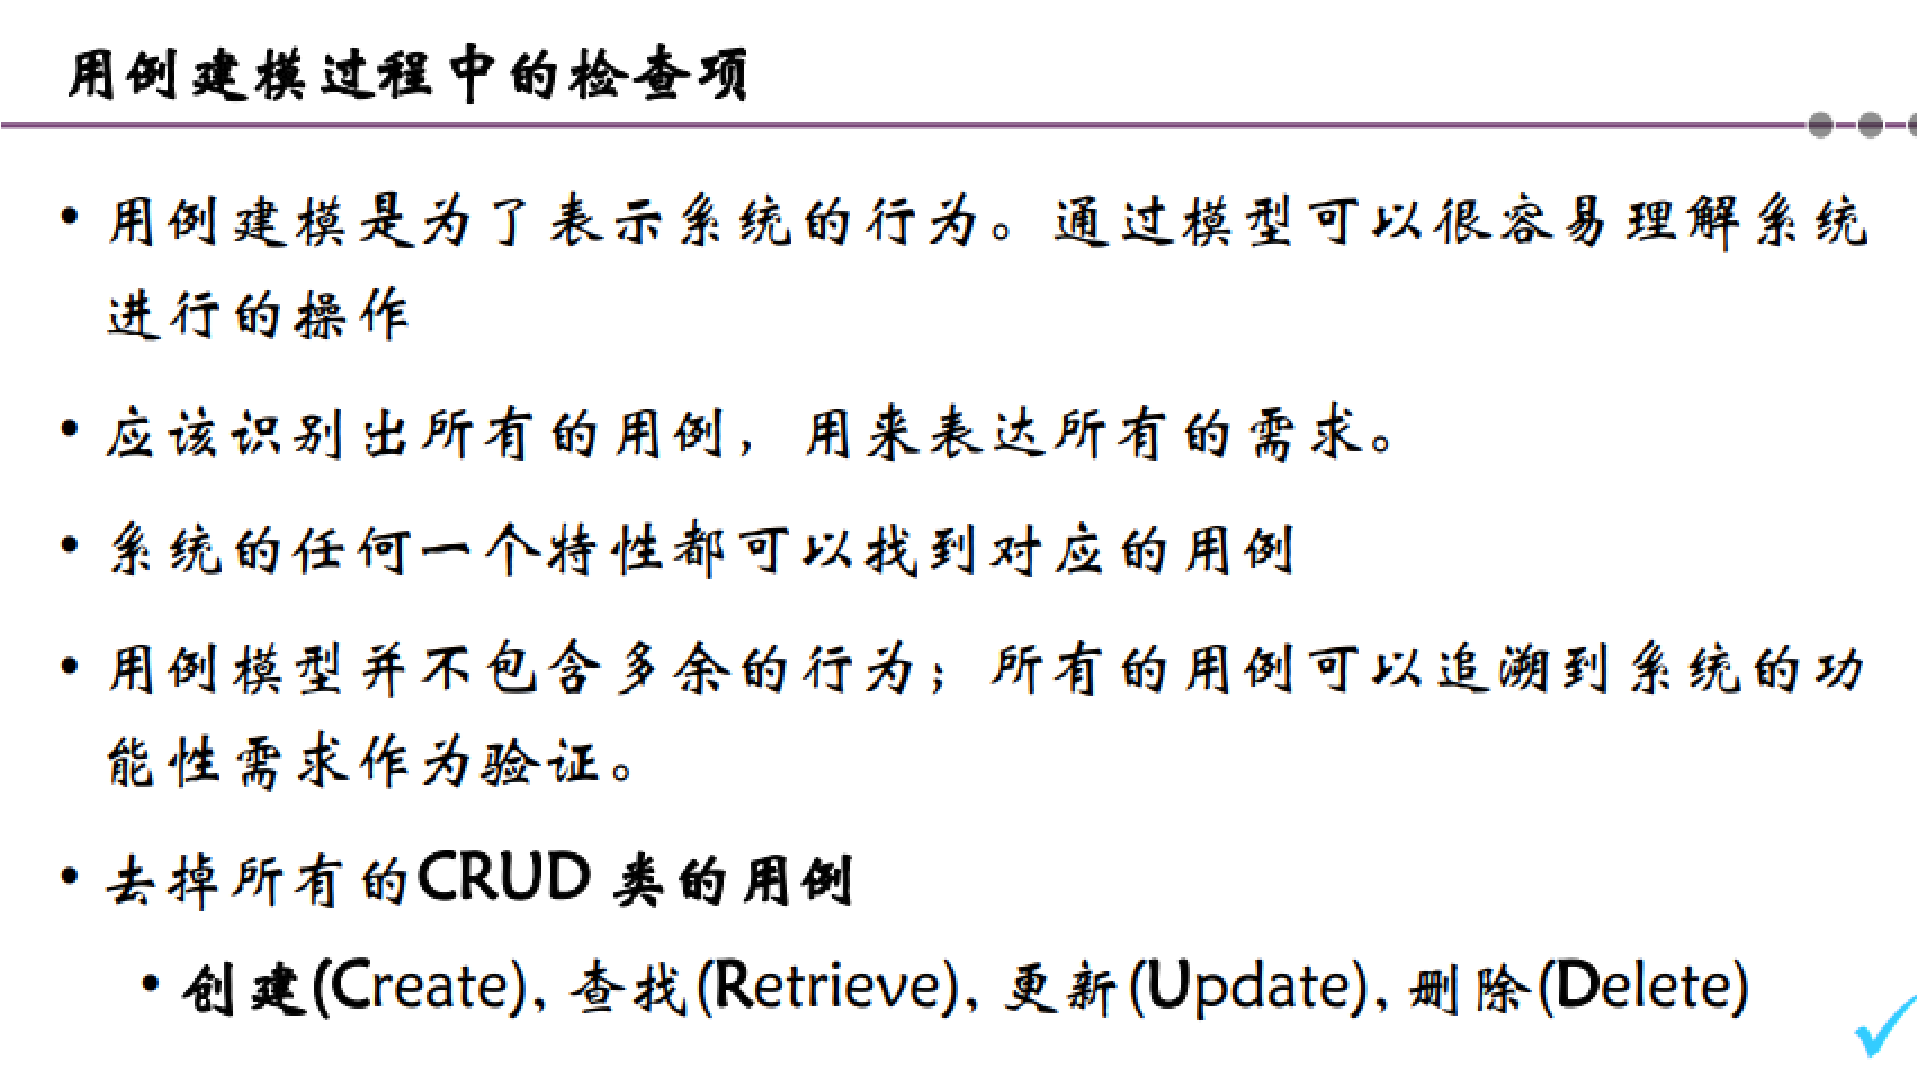 用例建模过程中的检查项
• 用例建模是为了表示系统的行为。通过模型可以很容易理解系统
进行的操作
• 应该识别出所有的用例，用来表达所有的需求。
• 系统的任何一个特性都可以找到对应的用例
• 用例模型并不包含多余的行为；所有的用例可以追溯到系统的功
能性需求作为验证。
• 去掉所有的CRUD 类的用例
• 创建(Create), 查找(Retrieve), 更新(Update), 删除(Delete)